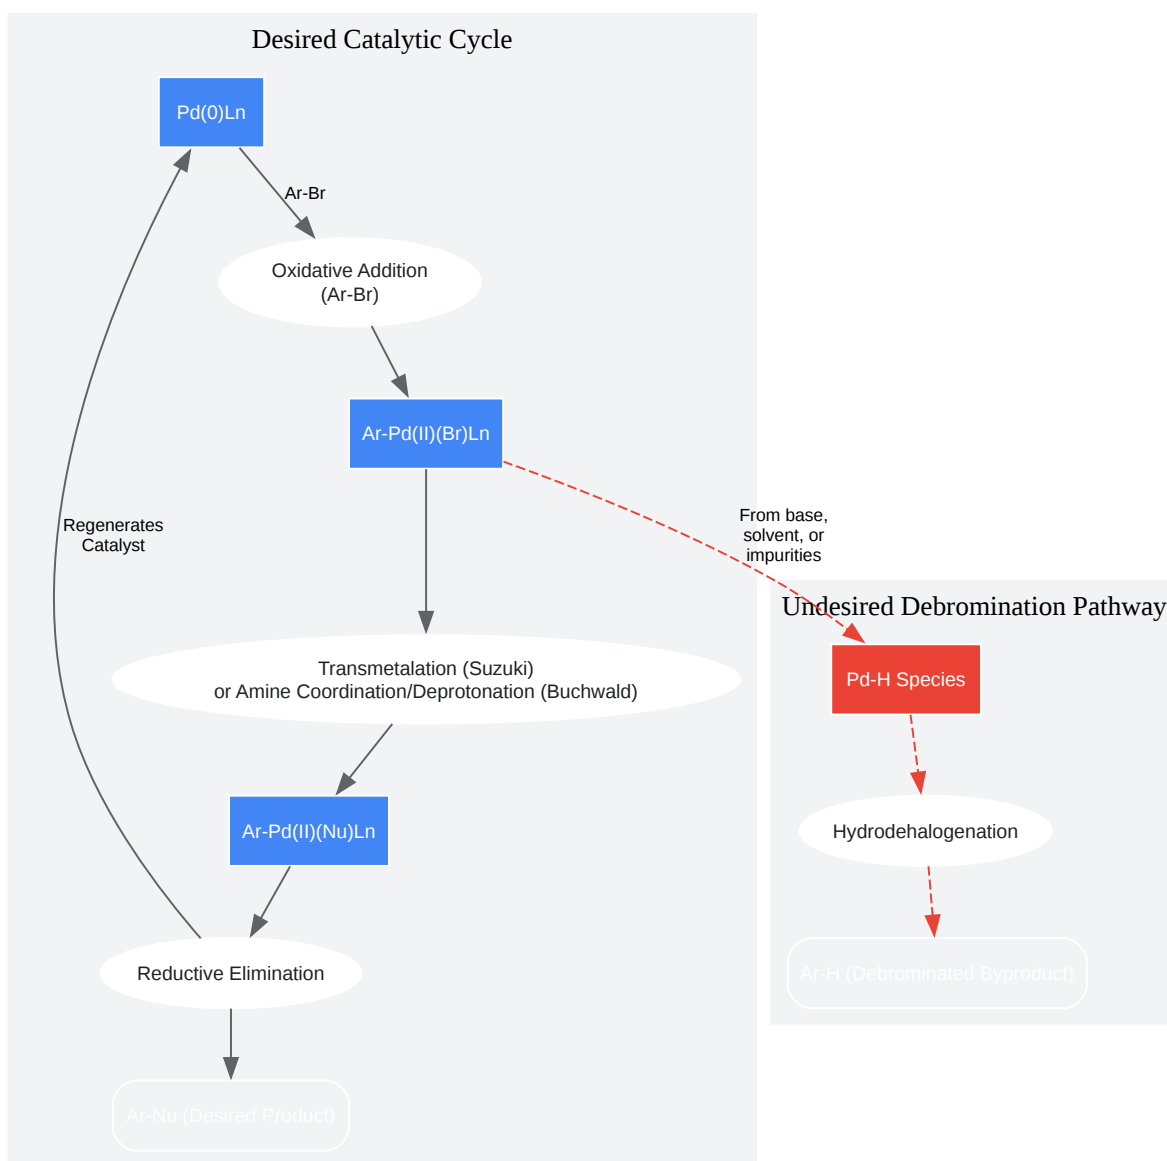 Desired Catalytic Cycle
Pd(0)Ln
Ar-Br
Oxidative Addition
(Ar-Br)
Ar-Pd(II)(Br)Ln
Regenerates
Catalyst
Transmetalation (Suzuki)
or Amine Coordination/Deprotonation (Buchwald)
Ar-Pd(II)(Nu)Ln
Reductive Elimination
Ar-Nu (Desired Product)
From base,
solvent, or
impurities
Undesired Debromination Pathway
Pd-H Species
Hydrodehalogenation
Ar-H (Debrominated Byproduct)